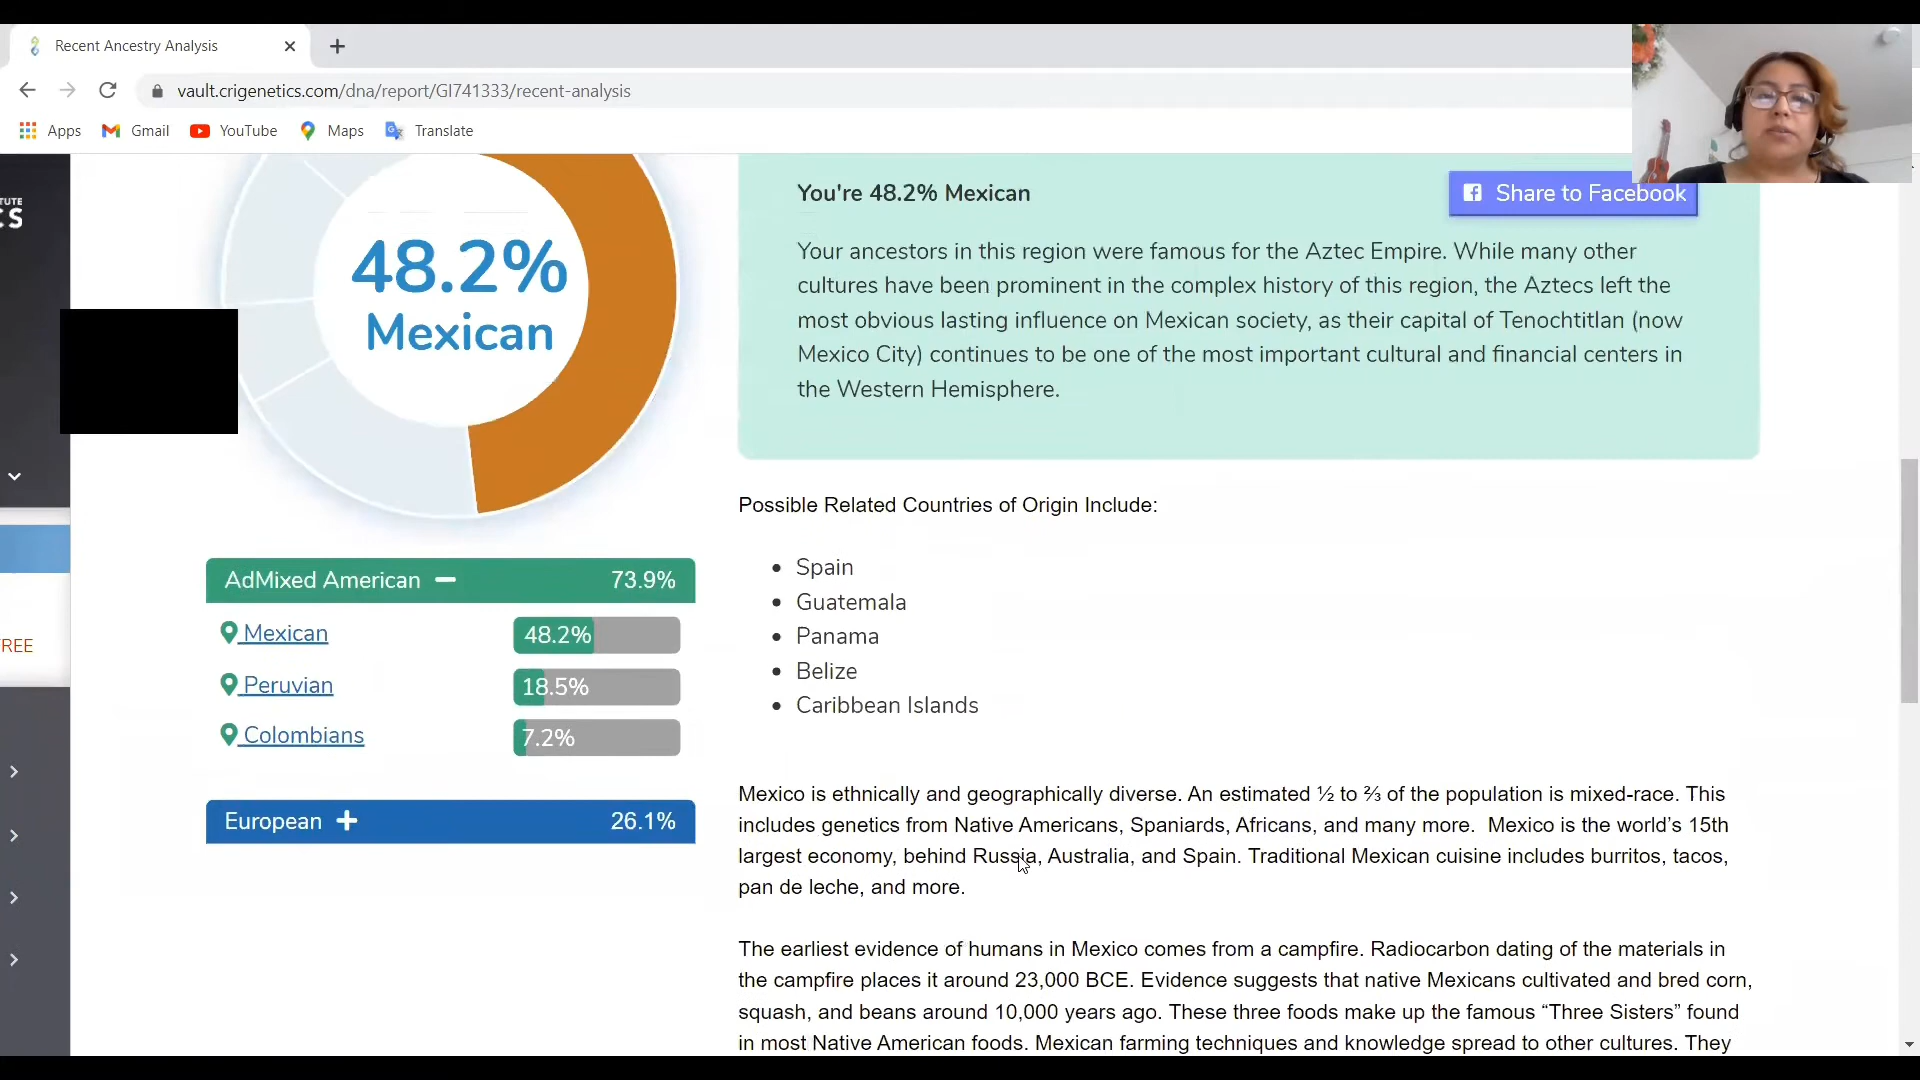 Recent Ancestry Analysis
vault.crigenetics.com/dna/report/GI741333/recent-analysis
Apps Gmail YouTube Maps Translate
TUTE
CS
REE
48.2%
Mexican
AdMixed American 73.9%
Mexican 48.2%
Peruvian 18.5%
Colombians 7.2%
European 26.1%
You're 48.2% Mexican
Share to Facebook
Your ancestors in this region were famous for the Aztec Empire. While many other
cultures have been prominent in the complex history of this region, the Aztecs left the
most obvious lasting influence on Mexican society, as their capital of Tenochtitlan (now
Mexico City) continues to be one of the most important cultural and financial centers in
the Western Hemisphere.
Possible Related Countries of Origin Include:
• Spain
• Guatemala
• Panama
• Belize
• Caribbean Islands
Mexico is ethnically and geographically diverse. An estimated ½ to ⅔ of the population is mixed-race. This
includes genetics from Native Americans, Spaniards, Africans, and many more. Mexico is the world’s 15th
largest economy, behind Russia, Australia, and Spain. Traditional Mexican cuisine includes burritos, tacos,
pan de leche, and more.
The earliest evidence of humans in Mexico comes from a campfire. Radiocarbon dating of the materials in
the campfire places it around 23,000 BCE. Evidence suggests that native Mexicans cultivated and bred corn,
squash, and beans around 10,000 years ago. These three foods make up the famous “Three Sisters” found
in most Native American foods. Mexican farming techniques and knowledge spread to other cultures. They